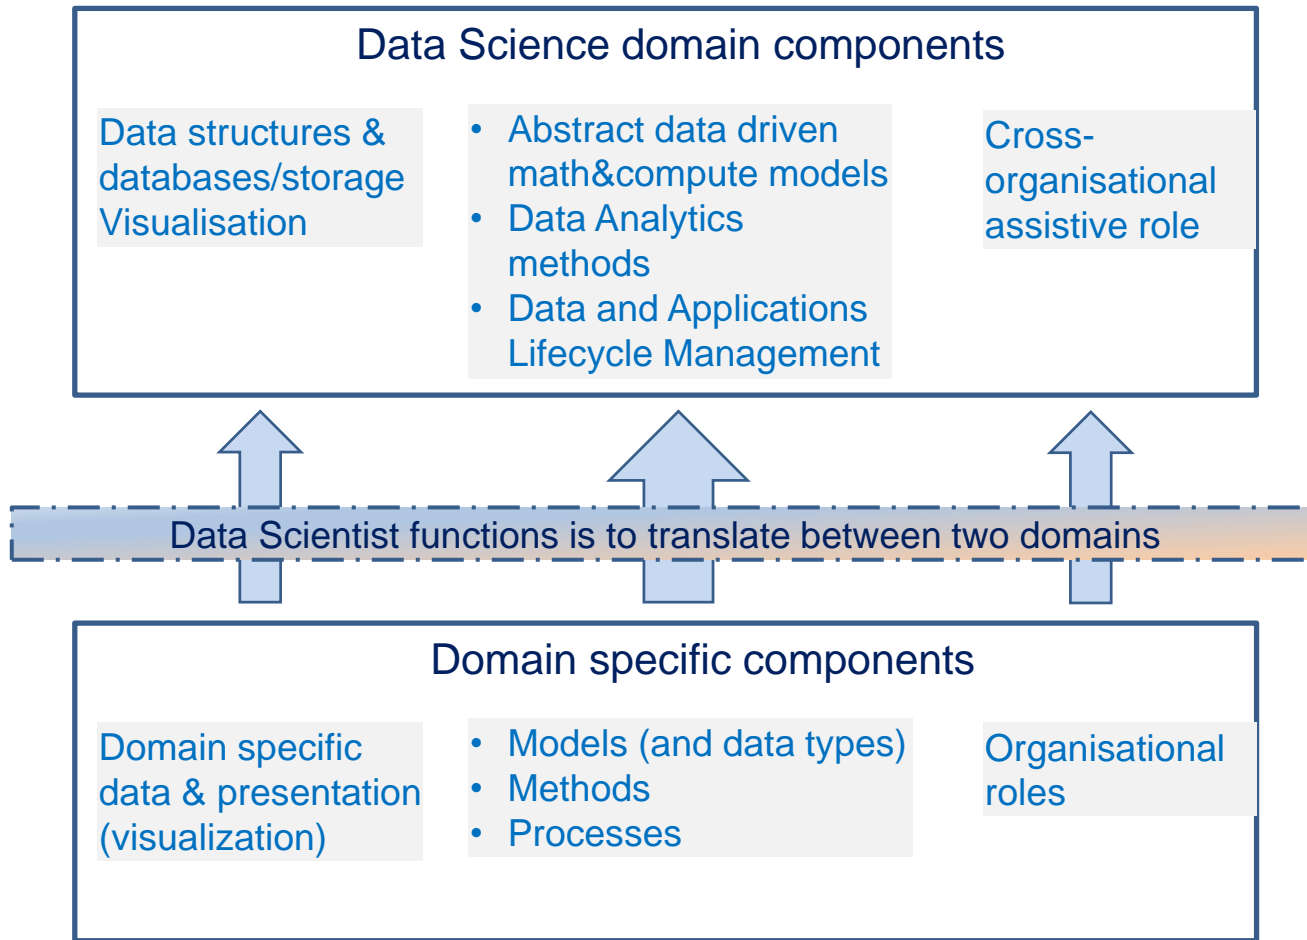 Data Science domain components
Data structures &
databases/storage
Visualisation
• Abstract data driven
math&compute models
• Data Analytics
methods
• Data and Applications
Lifecycle Management
Cross-
organisational
assistive role
Data Scientist functions is to translate between two domains
Domain specific components
Domain specific
data & presentation
(visualization)
• Models (and data types)
• Methods
• Processes
Organisational
roles